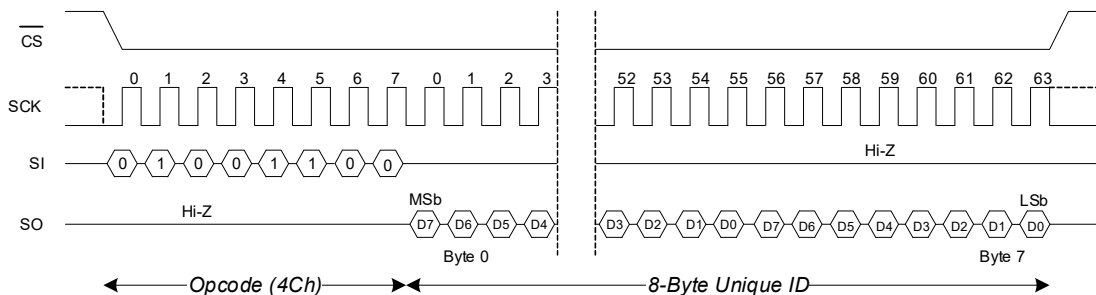 CS
0 1 2 3 4 5 6 7 0 1 2 3 52 53 54 55 56 57 58 59 60 61 62 63
SCK
Hi-Z
SI 0 1 0 0 1 1 0 0
MSb LSb
Hi-Z
SO D7 D6 D5 D4 D3 D2 D1 D0 D7 D6 D5 D4 D3 D2 D1 D0
Byte 0 Byte 7
Opcode (4Ch) 8-Byte Unique ID